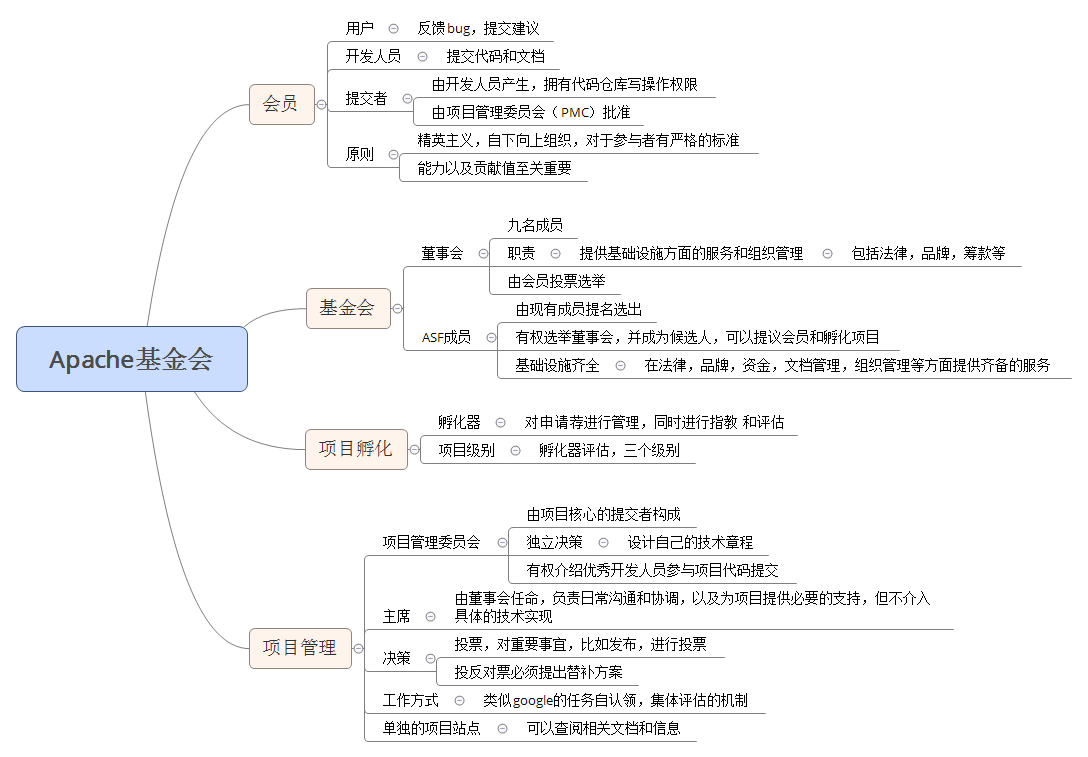 Apache基金会
会员
用户
反馈bug，提交建议
开发人员
提交代码和文档
提交者
由开发人员产生，拥有代码仓库写操作权限
由项目管理委员会（PMC）批准
原则
精英主义，自下向上组织，对于参与者有严格的标准
能力以及贡献值至关重要
基金会
董事会
九名成员
职责
提供基础设施方面的服务和组织管理
包括法律，品牌，筹款等
由会员投票选举
ASF成员
由现有成员提名选出
有权选举董事会，并成为候选人，可以提议会员和孵化项目
基础设施齐全
在法律，品牌，资金，文档管理，组织管理等方面提供齐备的服务
项目孵化
孵化器
对申请荐进行管理，同时进行指教 和评估
项目级别
孵化器评估，三个级别
项目管理
项目管理委员会
由项目核心的提交者构成
独立决策
设计自己的技术章程
有权介绍优秀开发人员参与项目代码提交
主席
由董事会任命，负责日常沟通和协调，以及为项目提供必要的支持，但不介入
具体的技术实现
决策
投票，对重要事宜，比如发布，进行投票
投反对票必须提出替补方案
工作方式
类似google的任务自认领，集体评估的机制
单独的项目站点
可以查阅相关文档和信息